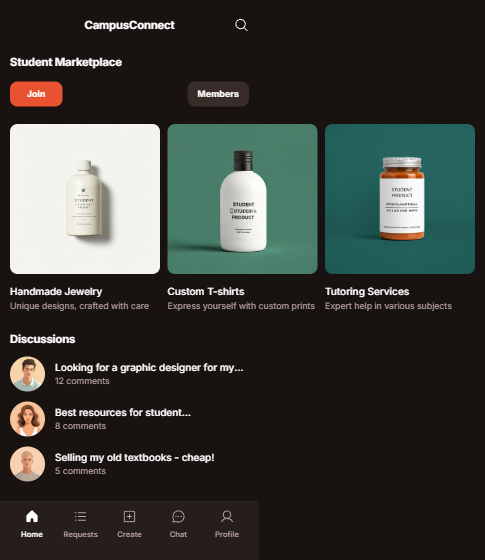 CampusConnect
Student Marketplace
Join
Members
STUDENT
PRODUCT
STUDENT
PRODUCT
STUDENT
PRODUCT
Handmade Jewelry
Unique designs, crafted with care
Custom T-shirts
Express yourself with custom prints
Tutoring Services
Expert help in various subjects
Discussions
Looking for a graphic designer for my...
12 comments
Best resources for student...
8 comments
Selling my old textbooks - cheap!
5 comments
Home
Requests
Create
Chat
Profile